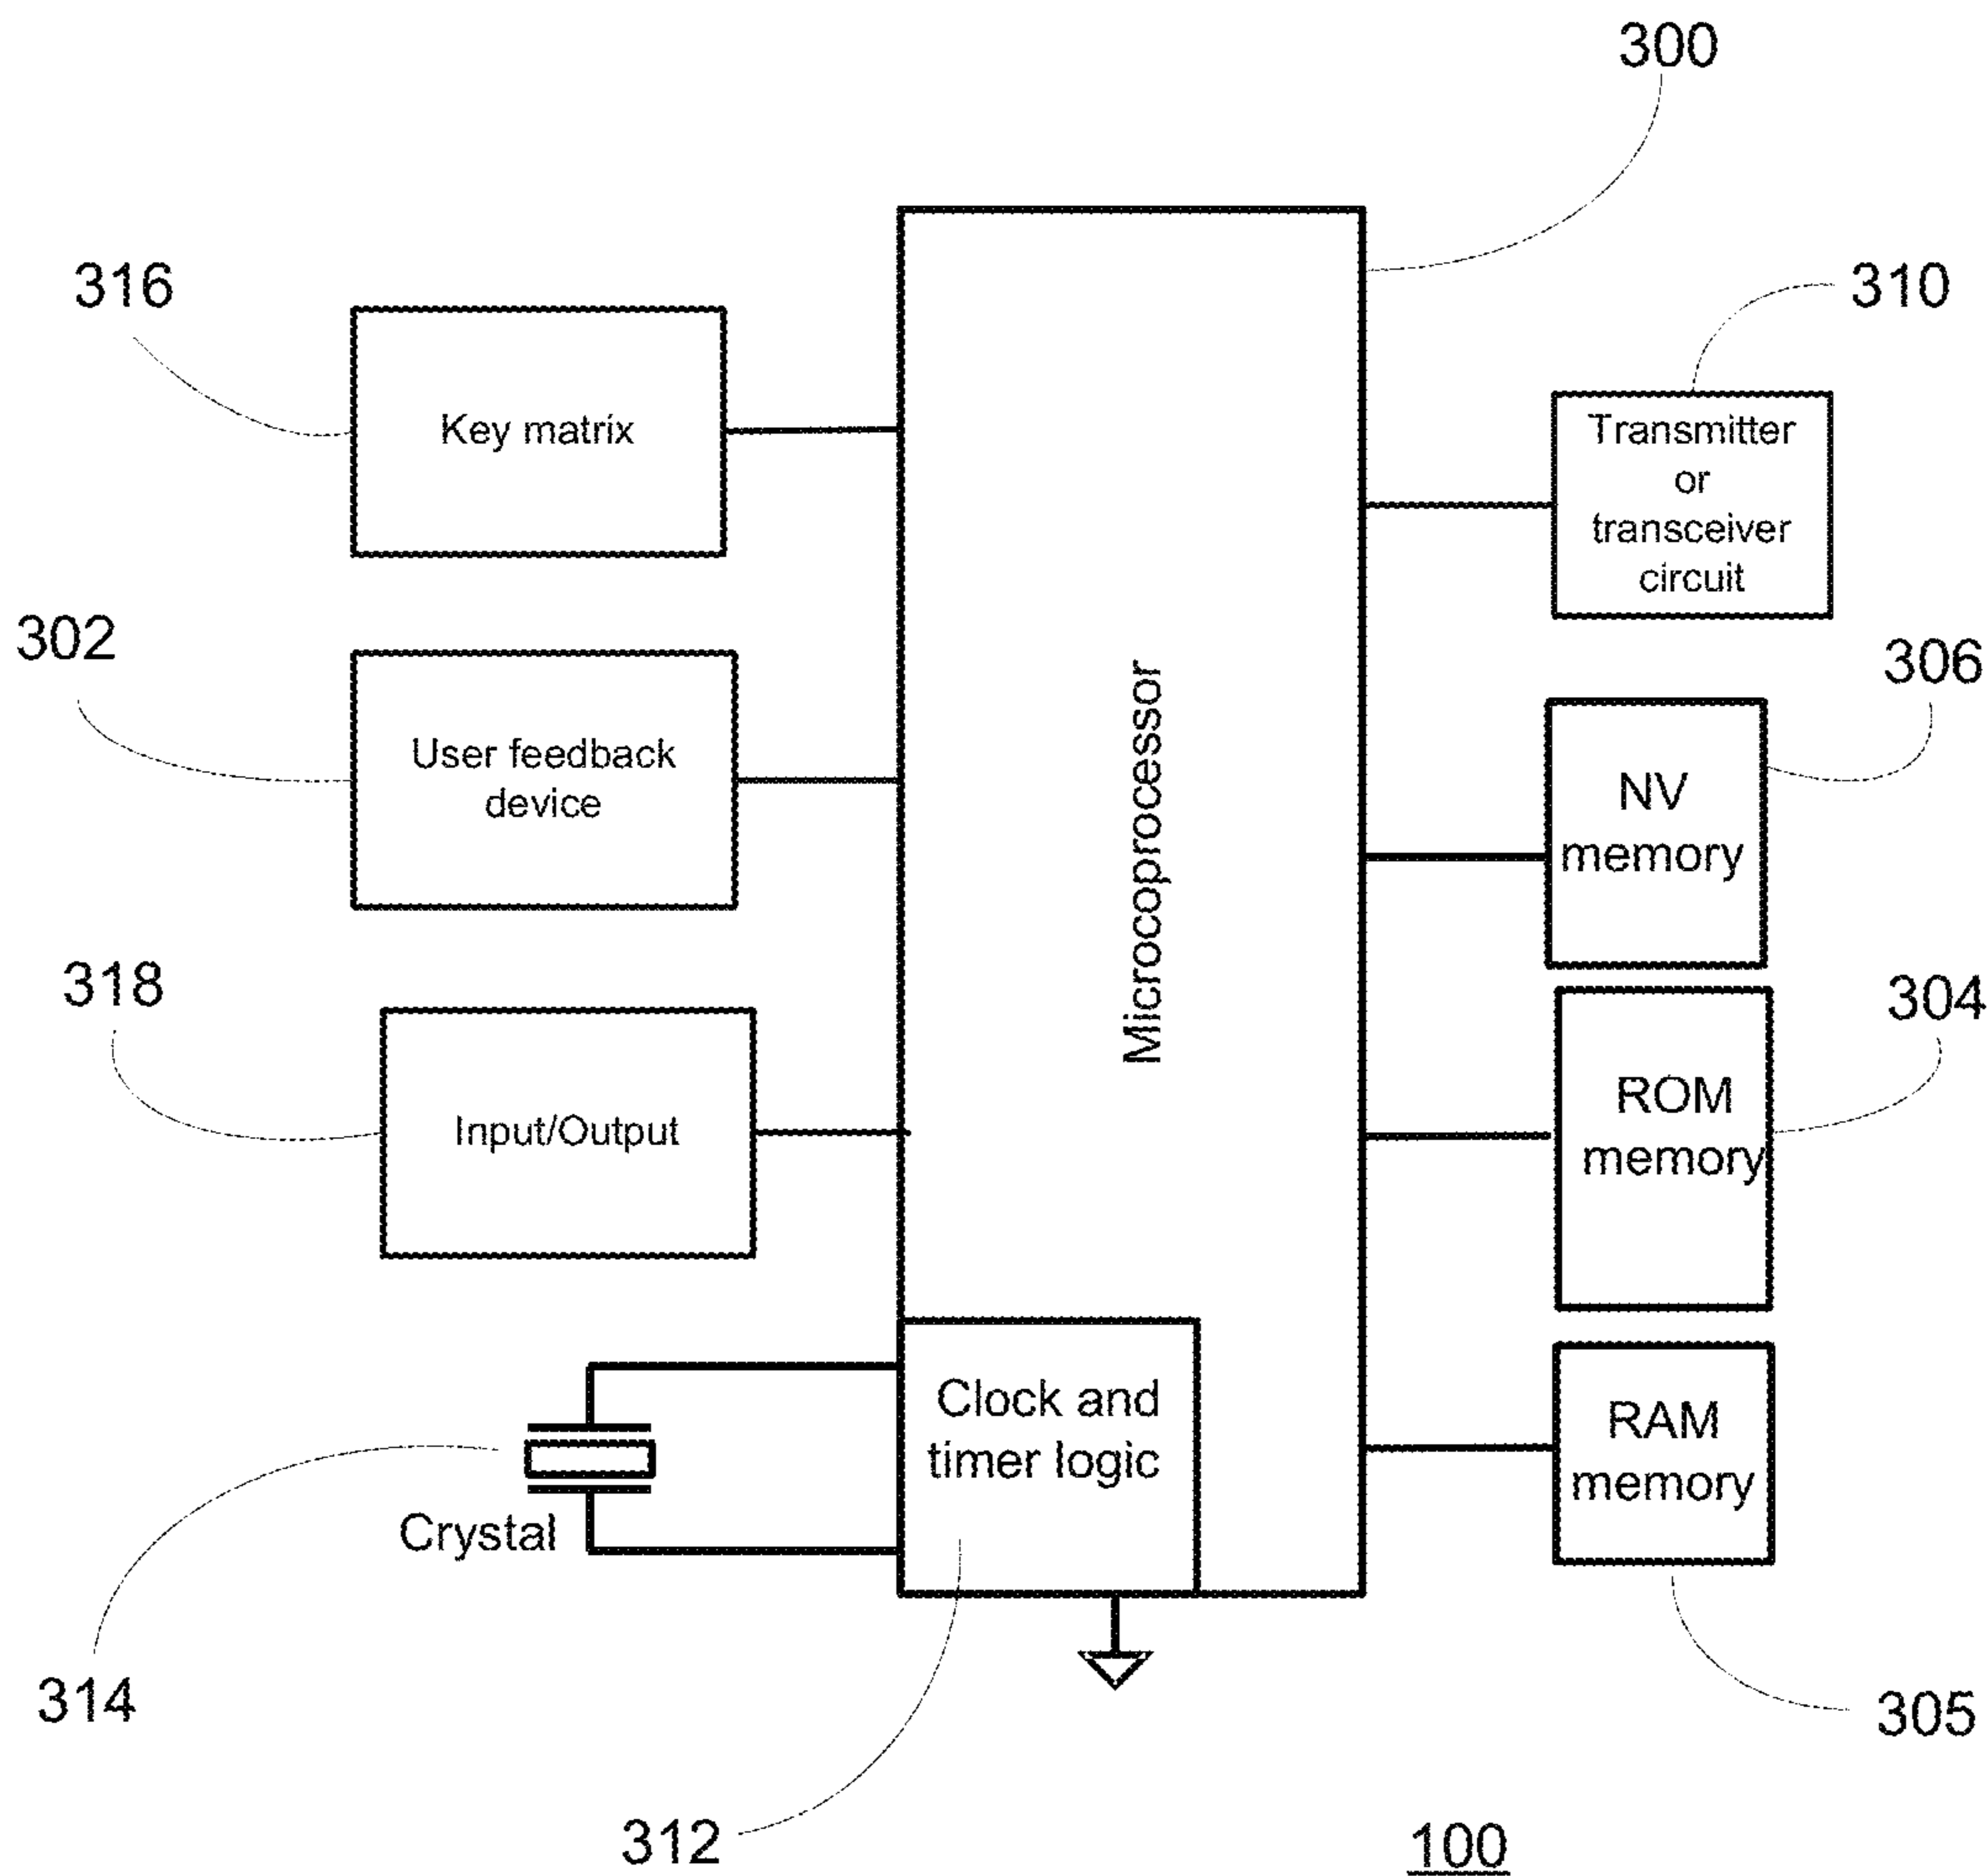 300
316
310
Key matrix
Transmitter
or
transceiver
circuit
302
306
User feedback
device
NV
memory
Microcoprocessor
318
304
Input/Output
ROM
memory
Clock and
timer logic
RAM
memory
Crystal
314
305
312
100